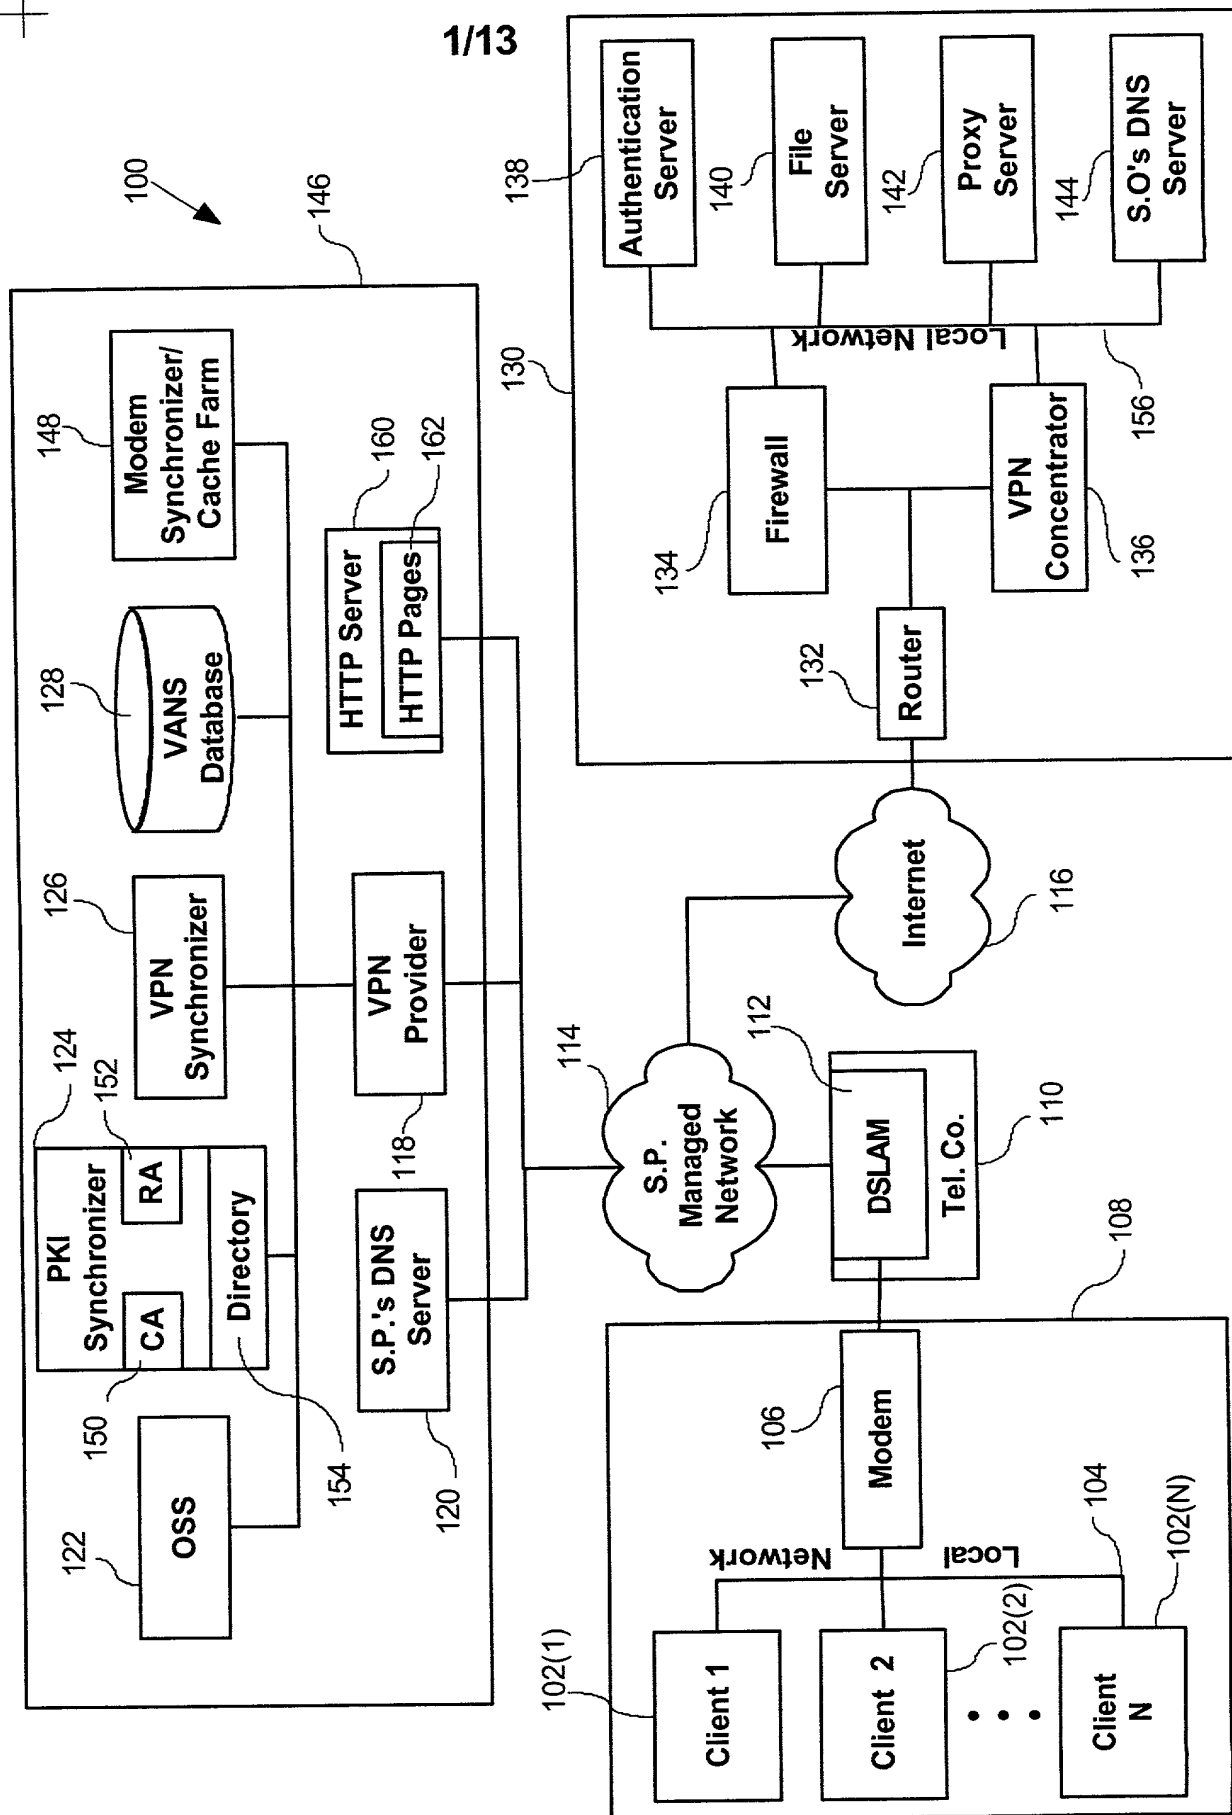 1/13
100
146
122
OSS
124
PKI
Synchronizer
150
CA
152
RA
154
Directory
126
VPN
Synchronizer
128
VANS
Database
148
Modem
Synchronizer/
Cache Farm
120
S.P.'s DNS
Server
118
VPN
Provider
160
HTTP Server
162
HTTP Pages
114
S.P.
Managed
Network
112
DSLAM
Tel. Co.
110
116
Internet
108
102(1)
Client 1
Client 2
102(2)
Client
N
102(N)
104
Local
Network
106
Modem
130
132
Router
134
Firewall
VPN
Concentrator
136
Local Network
156
138
Authentication
Server
140
File
Server
142
Proxy
Server
144
S.O's DNS
Server